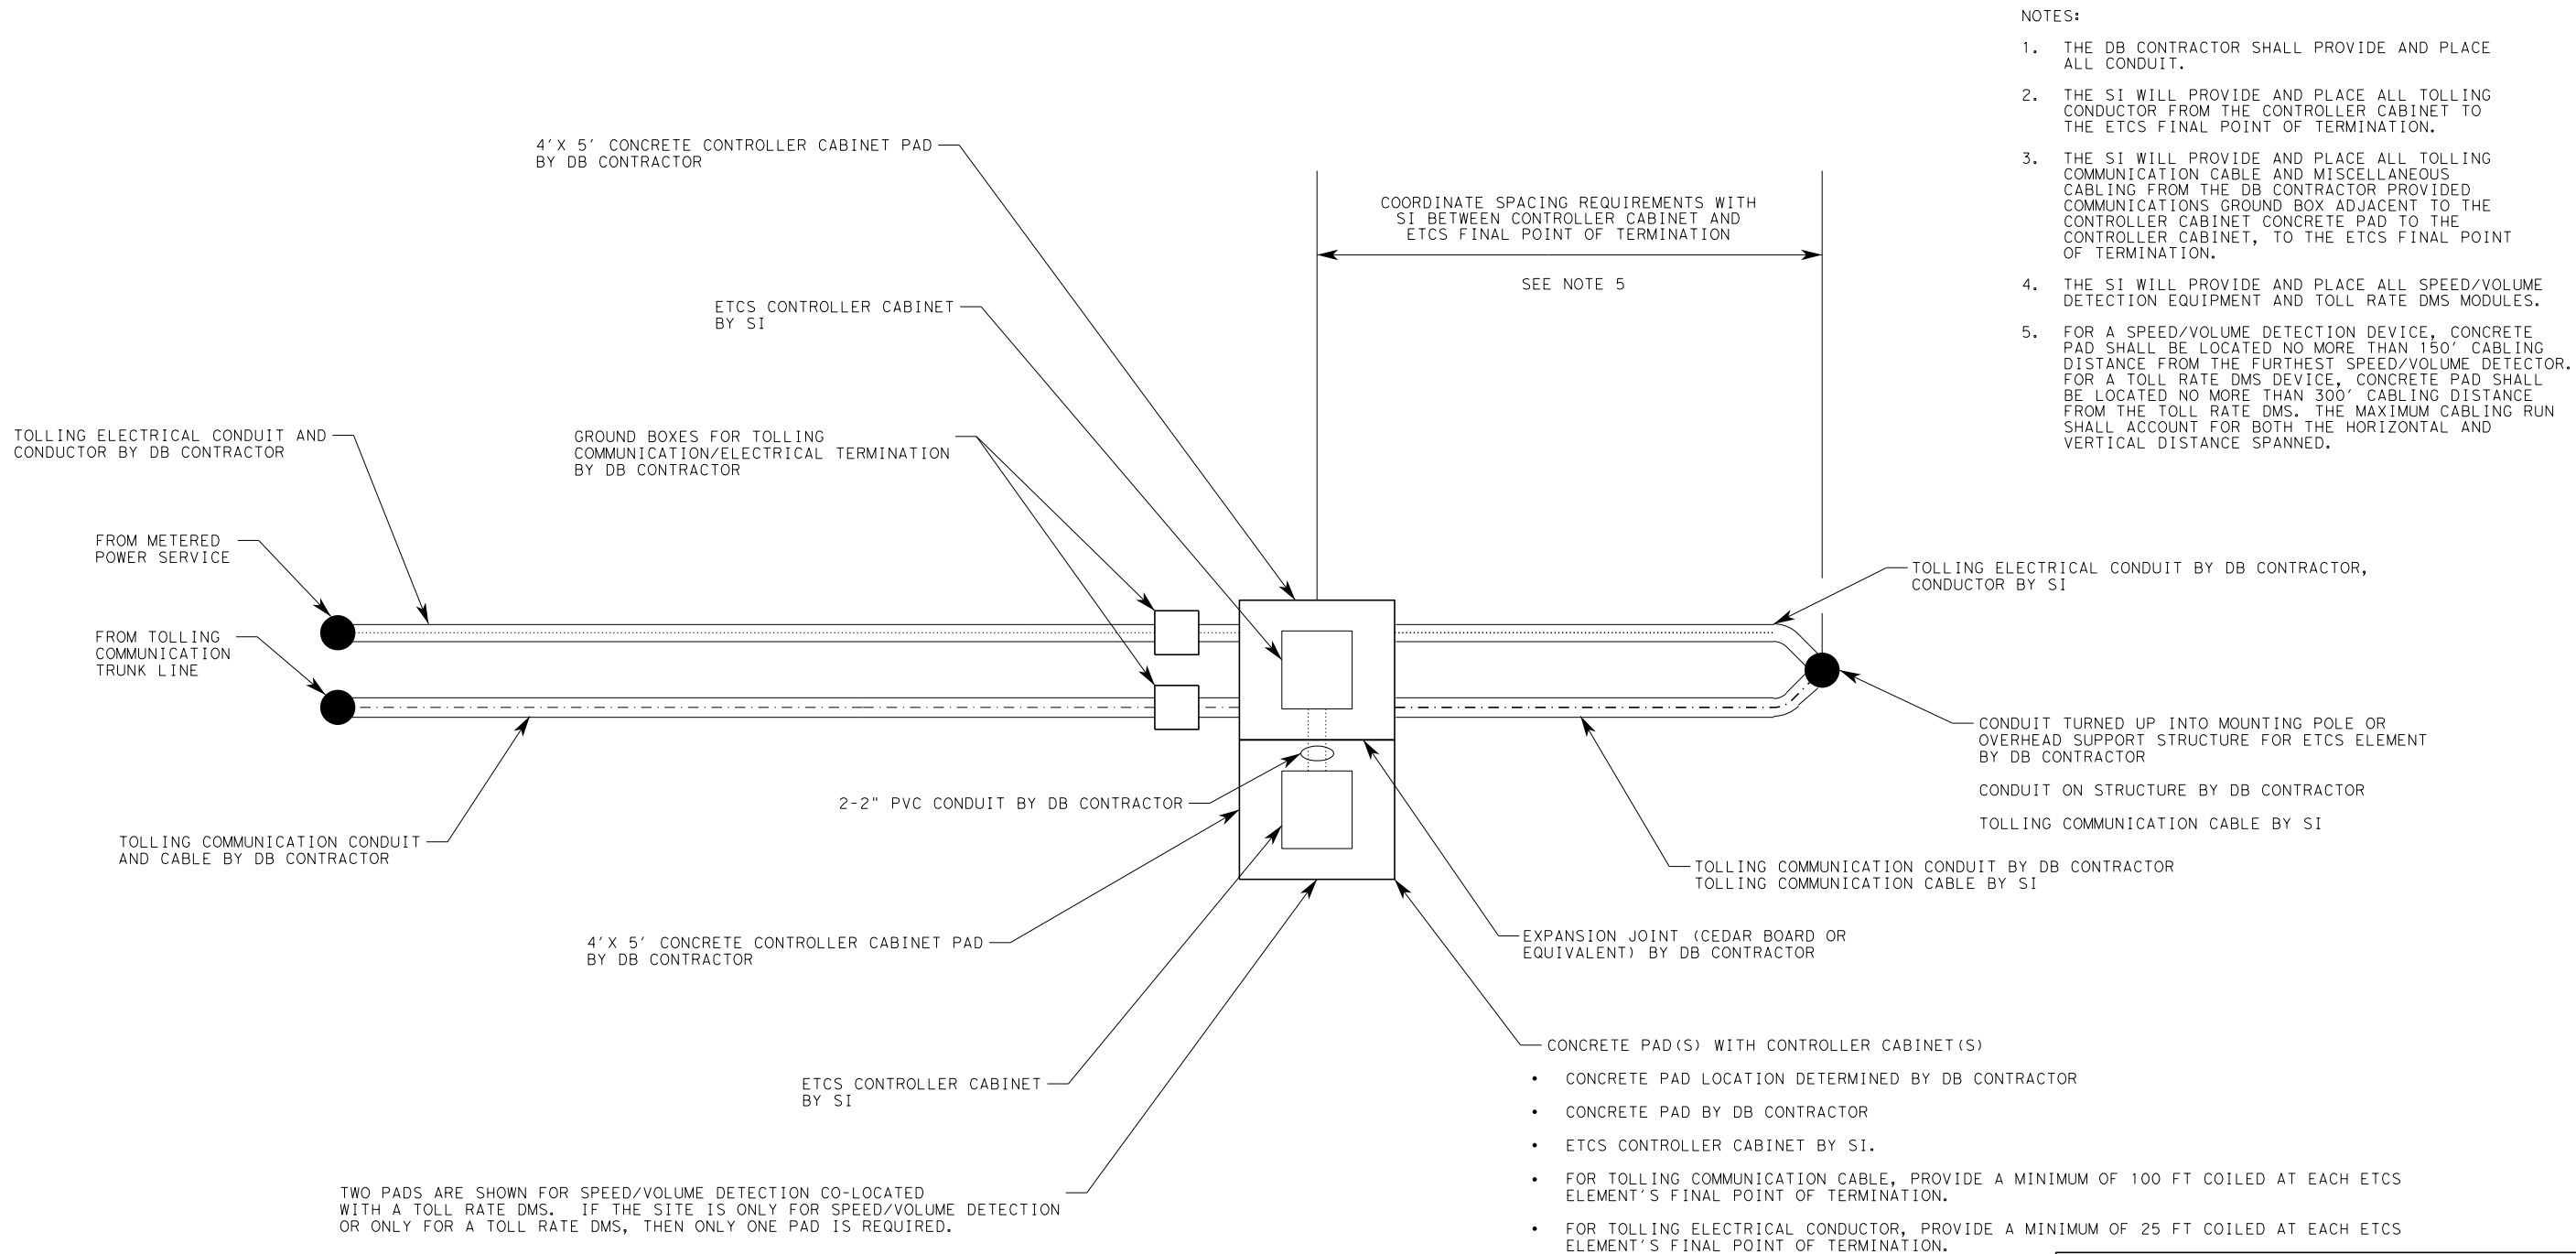 NOTES:
1. THE DB CONTRACTOR SHALL PROVIDE AND PLACE
ALL CONDUIT.
2. THE SI WILL PROVIDE AND PLACE ALL TOLLING
CONDUCTOR FROM THE CONTROLLER CABINET TO
THE ETCS FINAL POINT OF TERMINATION.
3. THE SI WILL PROVIDE AND PLACE ALL TOLLING
COMMUNICATION CABLE AND MISCELLANEOUS
CABLING FROM THE DB CONTRACTOR PROVIDED
COMMUNICATIONS GROUND BOX ADJACENT TO THE
CONTROLLER CABINET CONCRETE PAD TO THE
CONTROLLER CABINET, TO THE ETCS FINAL POINT
OF TERMINATION.
4. THE SI WILL PROVIDE AND PLACE ALL SPEED/VOLUME
DETECTION EQUIPMENT AND TOLL RATE DMS MODULES.
5. FOR A SPEED/VOLUME DETECTION DEVICE, CONCRETE
PAD SHALL BE LOCATED NO MORE THAN 150' CABLING
DISTANCE FROM THE FURTHEST SPEED/VOLUME DETECTOR.
FOR A TOLL RATE DMS DEVICE, CONCRETE PAD SHALL
BE LOCATED NO MORE THAN 300' CABLING DISTANCE
FROM THE TOLL RATE DMS. THE MAXIMUM CABLING RUN
SHALL ACCOUNT FOR BOTH THE HORIZONTAL AND
VERTICAL DISTANCE SPANNED.
4'X 5' CONCRETE CONTROLLER CABINET PAD
BY DB CONTRACTOR
COORDINATE SPACING REQUIREMENTS WITH
SI BETWEEN CONTROLLER CABINET AND
ETCS FINAL POINT OF TERMINATION
SEE NOTE 5
ETCS CONTROLLER CABINET
BY SI
TOLLING ELECTRICAL CONDUIT AND
CONDUCTOR BY DB CONTRACTOR
GROUND BOXES FOR TOLLING
COMMUNICATION/ELECTRICAL TERMINATION
BY DB CONTRACTOR
FROM METERED
POWER SERVICE
TOLLING ELECTRICAL CONDUIT BY DB CONTRACTOR,
CONDUCTOR BY SI
FROM TOLLING
COMMUNICATION
TRUNK LINE
CONDUIT TURNED UP INTO MOUNTING POLE OR
OVERHEAD SUPPORT STRUCTURE FOR ETCS ELEMENT
BY DB CONTRACTOR
CONDUIT ON STRUCTURE BY DB CONTRACTOR
TOLLING COMMUNICATION CABLE BY SI
2-2" PVC CONDUIT BY DB CONTRACTOR
TOLLING COMMUNICATION CONDUIT
AND CABLE BY DB CONTRACTOR
TOLLING COMMUNICATION CONDUIT BY DB CONTRACTOR
TOLLING COMMUNICATION CABLE BY SI
4'X 5' CONCRETE CONTROLLER CABINET PAD
BY DB CONTRACTOR
EXPANSION JOINT (CEDAR BOARD OR
EQUIVALENT) BY DB CONTRACTOR
ETCS CONTROLLER CABINET
BY SI
CONCRETE PAD(S) WITH CONTROLLER CABINET(S)
• CONCRETE PAD LOCATION DETERMINED BY DB CONTRACTOR
• CONCRETE PAD BY DB CONTRACTOR
• ETCS CONTROLLER CABINET BY SI.
• FOR TOLLING COMMUNICATION CABLE, PROVIDE A MINIMUM OF 100 FT COILED AT EACH ETCS
ELEMENT'S FINAL POINT OF TERMINATION.
• FOR TOLLING ELECTRICAL CONDUCTOR, PROVIDE A MINIMUM OF 25 FT COILED AT EACH ETCS
ELEMENT'S FINAL POINT OF TERMINATION.
TWO PADS ARE SHOWN FOR SPEED/VOLUME DETECTION CO-LOCATED
WITH A TOLL RATE DMS. IF THE SITE IS ONLY FOR SPEED/VOLUME DETECTION
OR ONLY FOR A TOLL RATE DMS, THEN ONLY ONE PAD IS REQUIRED.